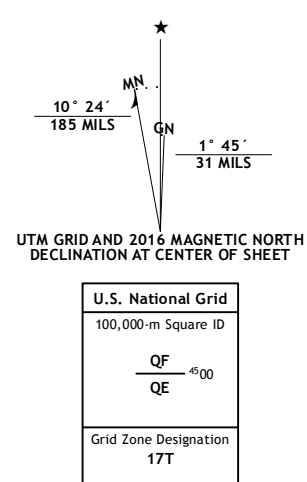 ★
MN
10° 24´
185 MILS
GN
1° 45´
31 MILS
UTM GRID AND 2016 MAGNETIC NORTH
DECLINATION AT CENTER OF SHEET
U.S. National Grid
100,000-m Square ID
QF
⁴⁵00
QE
Grid Zone Designation
17T